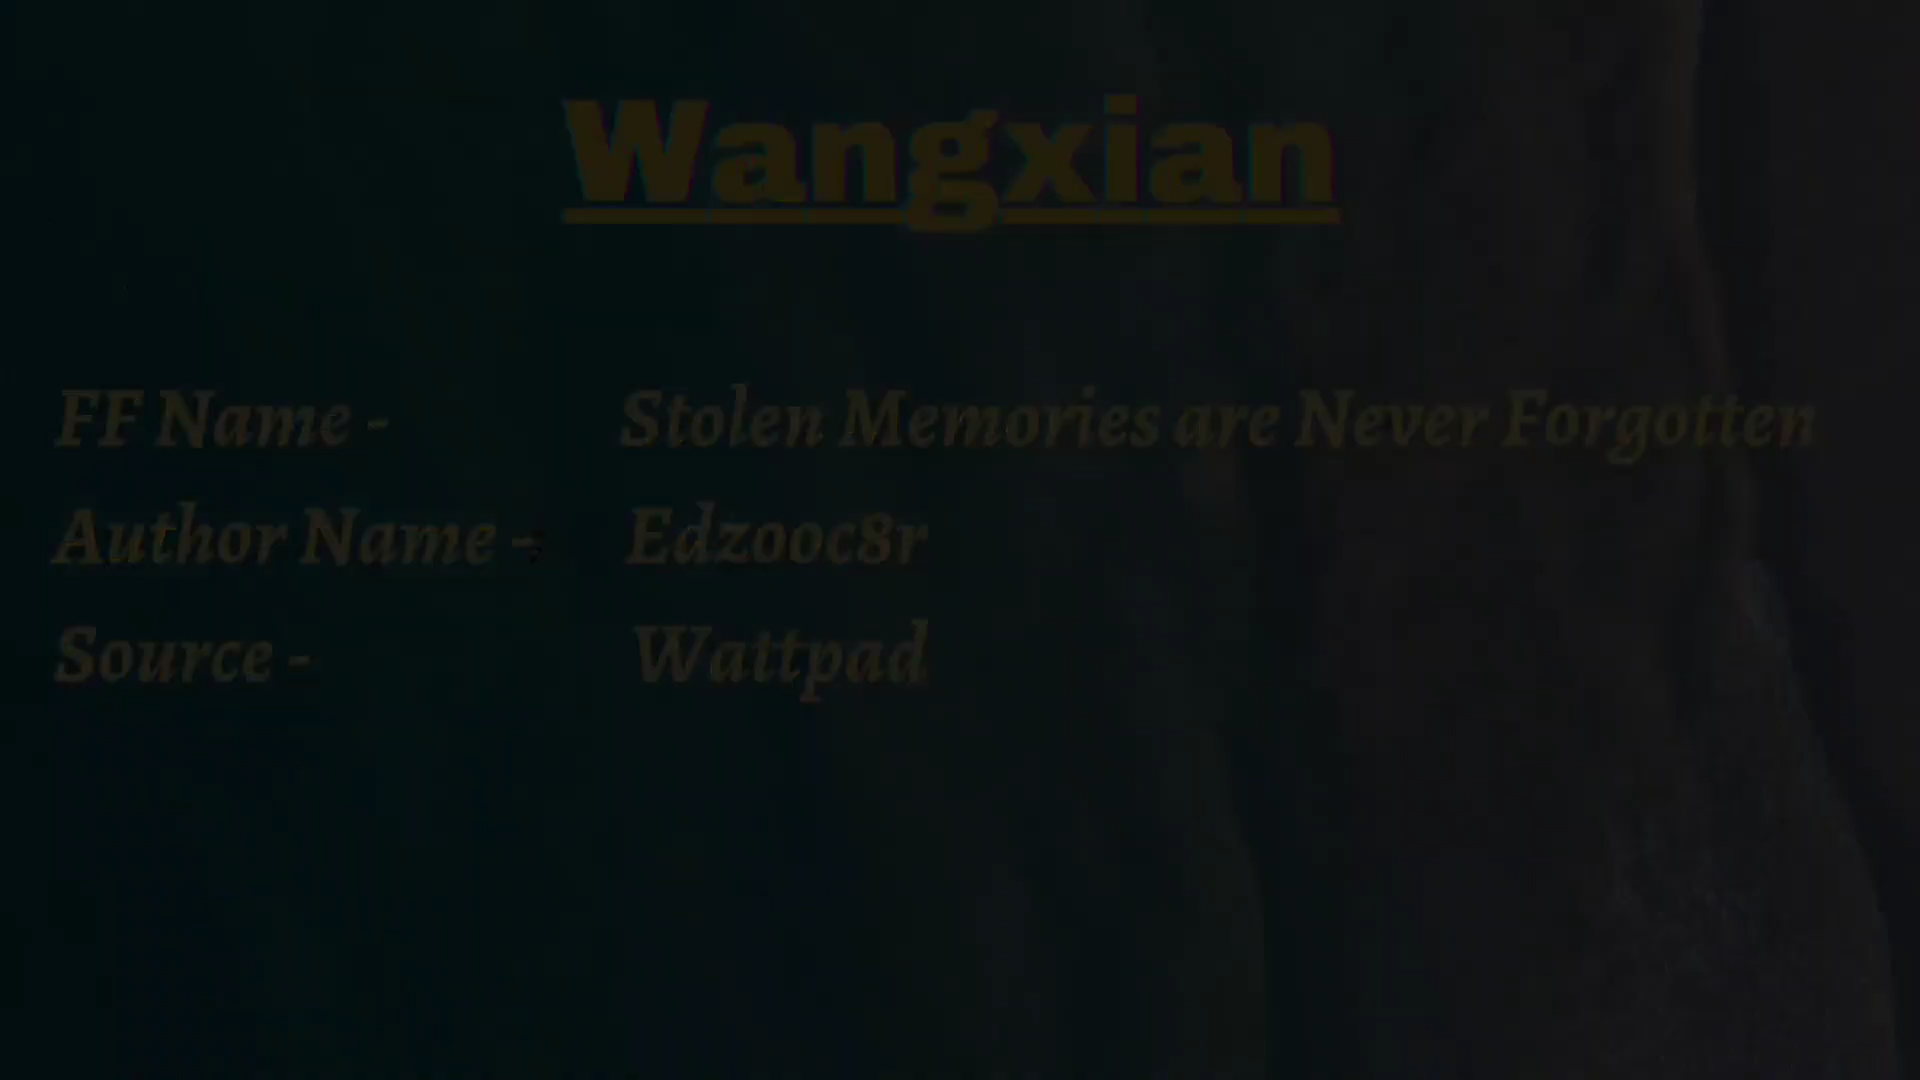 Wangxian
FF Name - Stolen Memories are Never Forgotten
Author Name - Edzooc8r
Source - Wattpad